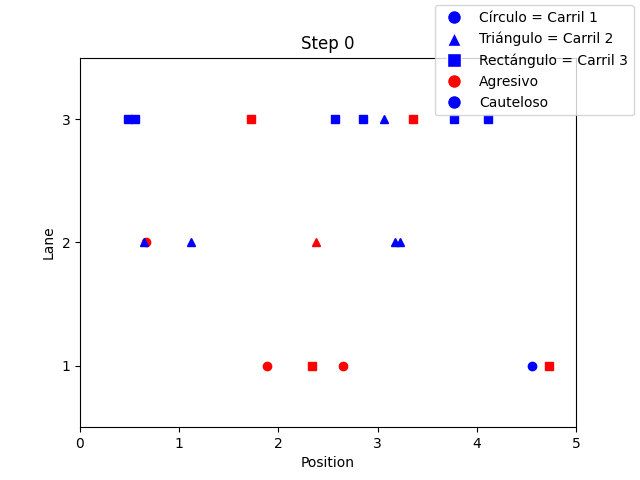 Step 0
Círculo = Carril 1
Triángulo = Carril 2
Rectángulo = Carril 3
Agresivo
Cauteloso
Lane
3
2
1
0 1 2 3 4 5
Position